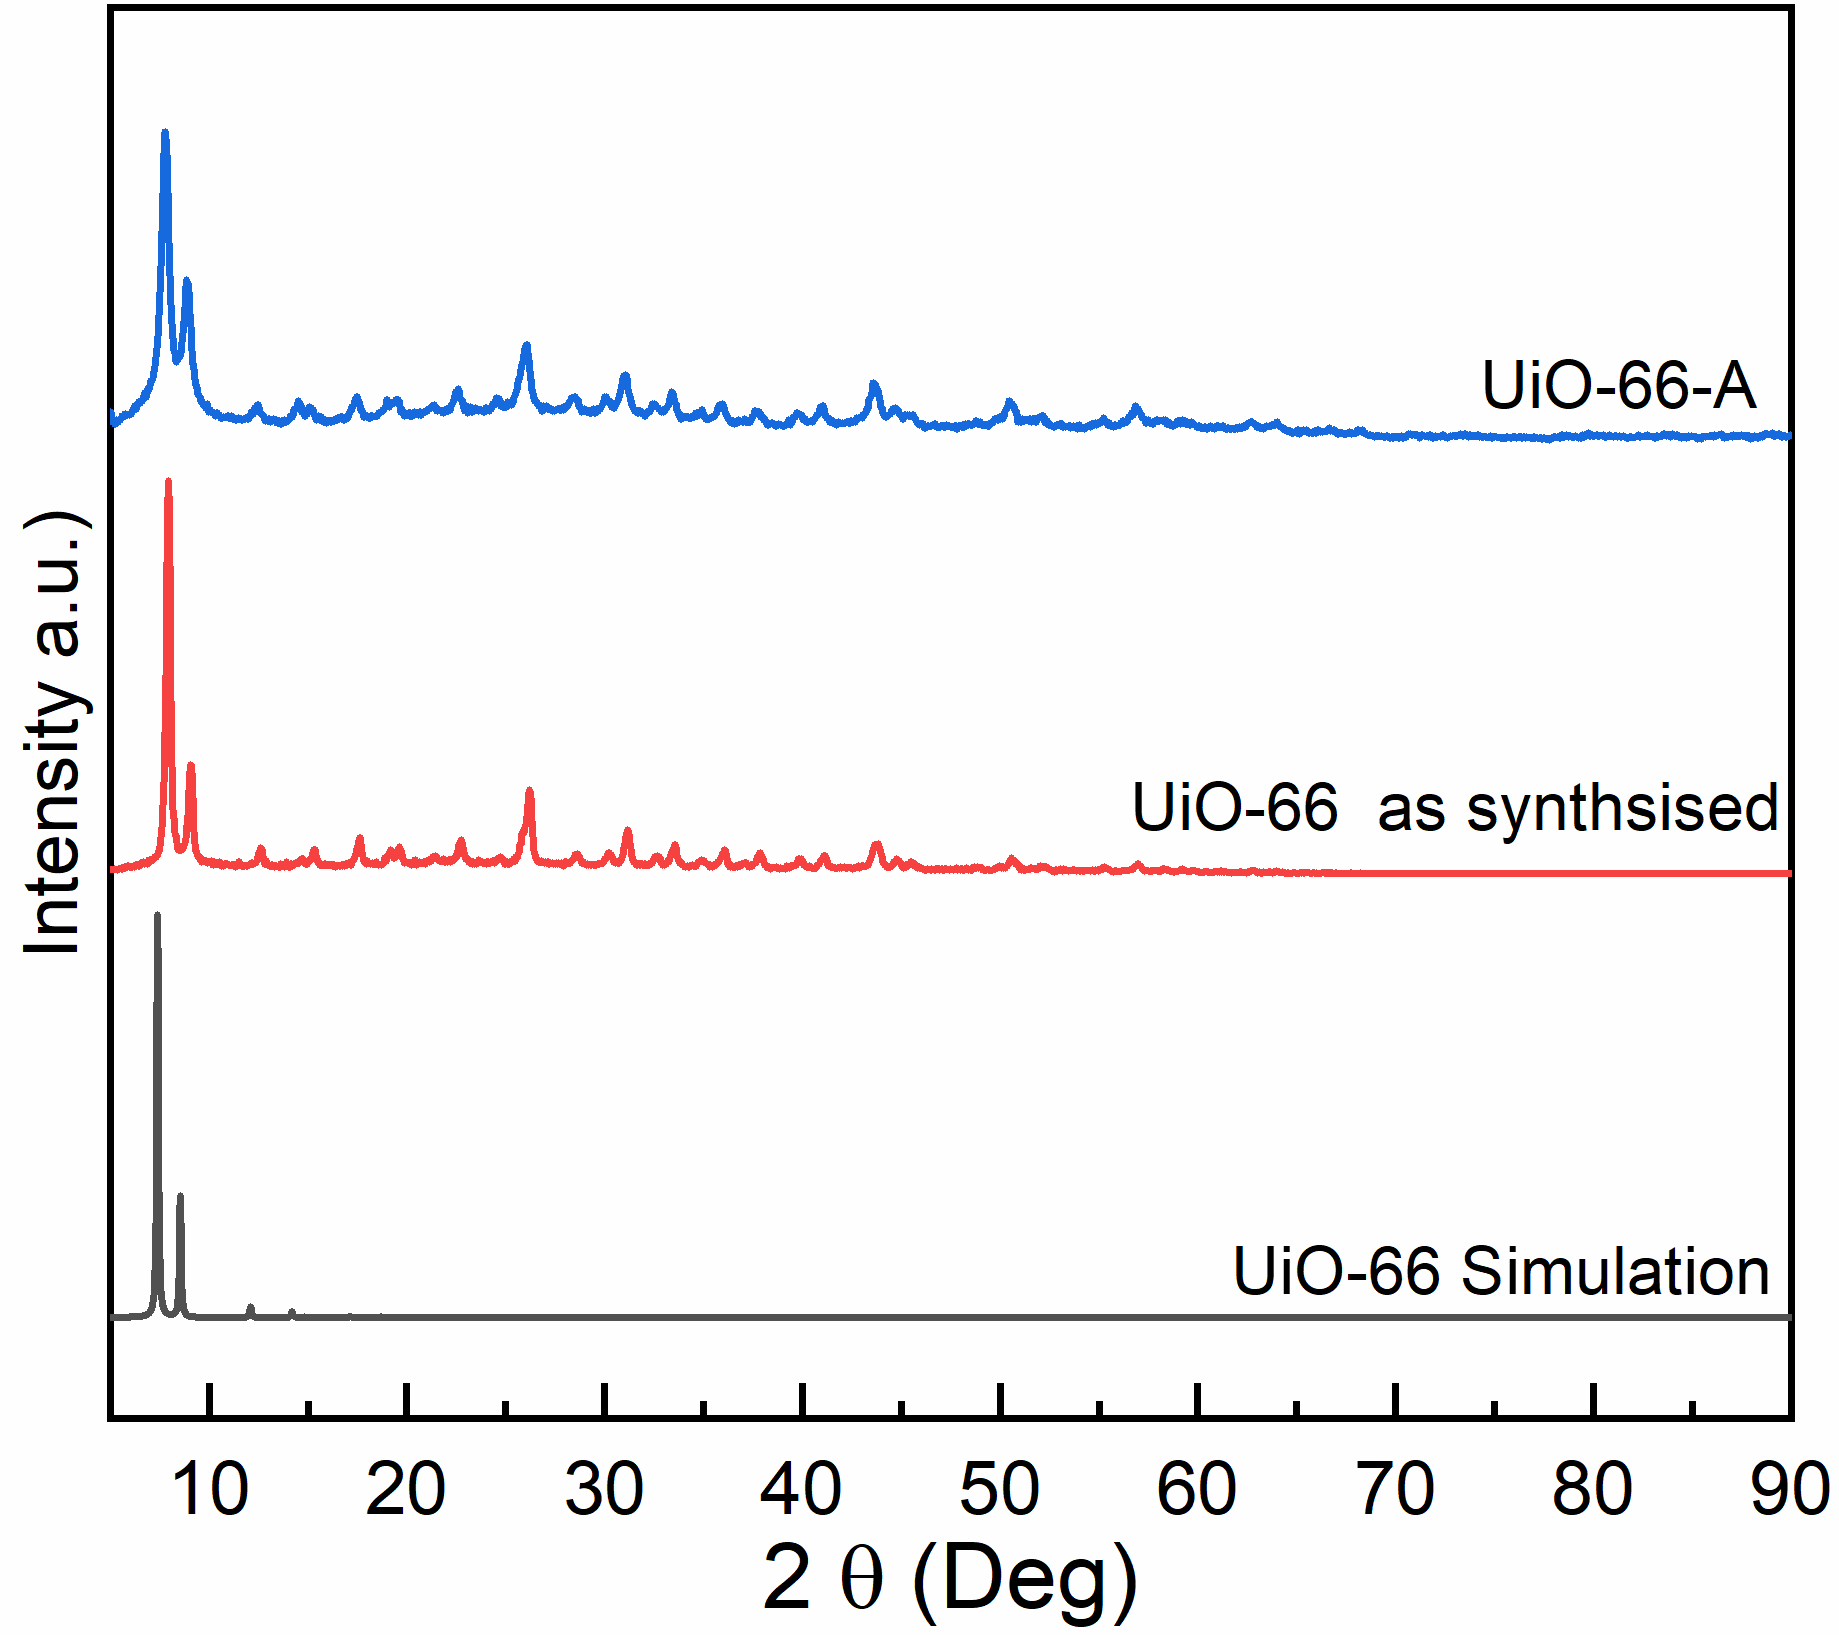 UiO-66-A
UiO-66 as synthsised
UiO-66 Simulation
Intensity a.u.)
10 20 30 40 50 60 70 80 90
2 θ (Deg)